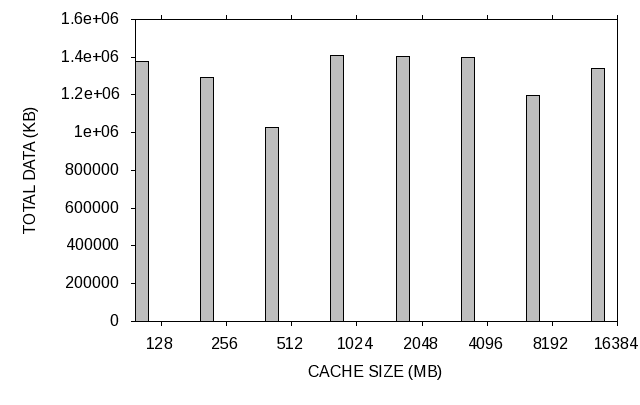 1.6e+06
1.4e+06
1.2e+06
1e+06
800000
600000
400000
200000
0
TOTAL DATA (KB)
128 256 512 1024 2048 4096 8192 16384
CACHE SIZE (MB)